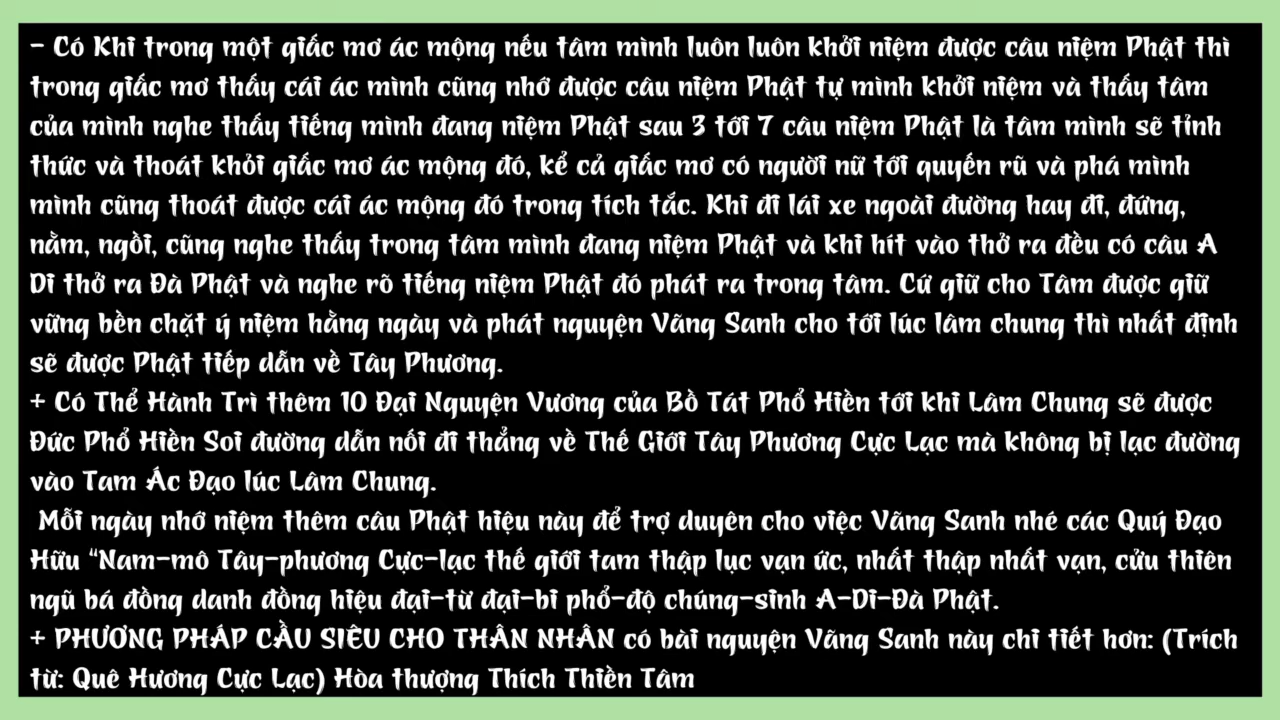 - Có Khi trong một giấc mơ ác mộng nếu tâm mình luôn luôn khởi niệm được câu niệm Phật thì
trong giấc mơ thấy cái ác mình cũng nhớ được câu niệm Phật tự mình khởi niệm và thấy tâm
của mình nghe thấy tiếng mình đang niệm Phật sau 3 tới 7 câu niệm Phật là tâm mình sẽ tỉnh
thức và thoát khỏi giấc mơ ác mộng đó, kể cả giấc mơ có người nữ tới quyến rũ và phá mình
mình cũng thoát được cái ác mộng đó trong tích tắc. Khi đi lái xe ngoài đường hay đi, đứng,
nằm, ngồi, cũng nghe thấy trong tâm mình đang niệm Phật và khi hít vào thở ra đều có câu A
Di thở ra Đà Phật và nghe rõ tiếng niệm Phật đó phát ra trong tâm. Cứ giữ cho Tâm được giữ
vững bền chặt ý niệm hằng ngày và phát nguyện Vãng Sanh cho tới lúc lâm chung thì nhất định
sẽ được Phật tiếp dẫn về Tây Phương.
+ Có Thể Hành Trì thêm 10 Đại Nguyện Vương của Bồ Tát Phổ Hiền tới khi Lâm Chung sẽ được
Đức Phổ Hiền Soi đường dẫn nối đi thẳng về Thế Giới Tây Phương Cực Lạc mà không bị lạc đường
vào Tam Ác Đạo lúc Lâm Chung.
Mỗi ngày nhớ niệm thêm câu Phật hiệu này để trợ duyên cho việc Vãng Sanh nhé các Quý Đạo
Hữu "Nam-mô Tây-phương Cực-lạc thế giới tam thập lục vạn ức, nhất thập nhất vạn, cửu thiên
ngũ bá đồng danh đồng hiệu đại-từ đại-bi phổ-độ chúng-sinh A-Di-Đà Phật.
+ PHƯƠNG PHÁP CẦU SIÊU CHO THÂN NHÂN có bài nguyện Vãng Sanh này chi tiết hơn: (Trích
từ: Quê Hương Cực Lạc) Hòa thượng Thích Thiền Tâm